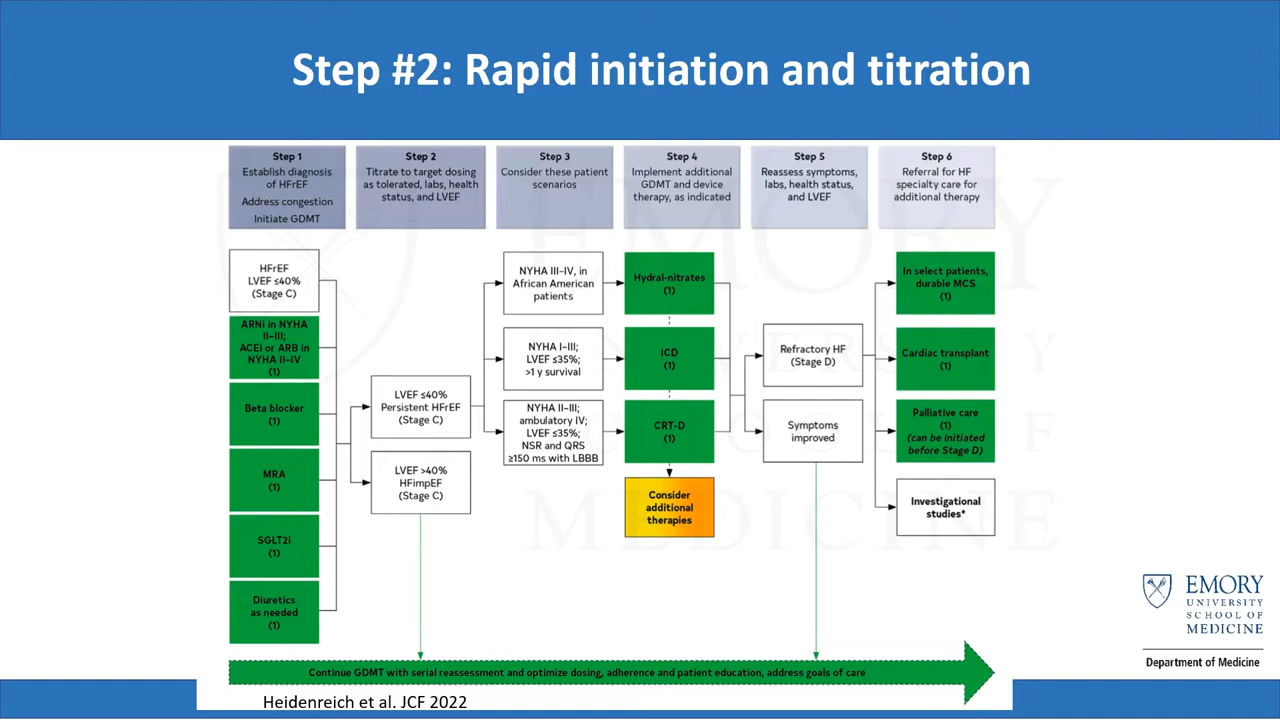 Step #2: Rapid initiation and titration
Step 1
Establish diagnosis
of HFrEF
Address congestion
Initiate GDMT
Step 2
Titrate to target dosing
as tolerated, labs, health
status, and LVEF
Step 3
Consider these patient
scenarios
Step 4
Implement additional
GDMT and device
therapy, as indicated
Step 5
Reassess symptoms,
labs, health status,
and LVEF
Step 6
Referral for HF
specialty care for
additional therapy
HFrEF
LVEF ≤40%
(Stage C)
ARNi in NYHA
II–III;
ACEi or ARB in
NYHA II–IV
(1)
Beta blocker
(1)
MRA
(1)
SGLT2i
(1)
Diuretics
as needed
(1)
LVEF ≤40%
Persistent HFrEF
(Stage C)
LVEF >40%
HFimpEF
(Stage C)
NYHA III–IV, in
African American
patients
NYHA I–III;
LVEF ≤35%;
>1 y survival
NYHA II–III;
ambulatory IV;
LVEF ≤35%;
NSR and QRS
≥150 ms with LBBB
Hydral-nitrates
(1)
ICD
(1)
CRT-D
(1)
Consider
additional
therapies
Refractory HF
(Stage D)
Symptoms
improved
In select patients,
durable MCS
(1)
Cardiac transplant
(1)
Palliative care
(1)
(can be initiated
before Stage D)
Investigational
studies*
Continue GDMT with serial reassessment and optimize dosing, adherence and patient education, address goals of care
Heidenreich et al. JCF 2022
EMORY
UNIVERSITY
SCHOOL OF
MEDICINE
Department of Medicine
EMORY
UNIVERSITY
SCHOOL OF
MEDICINE